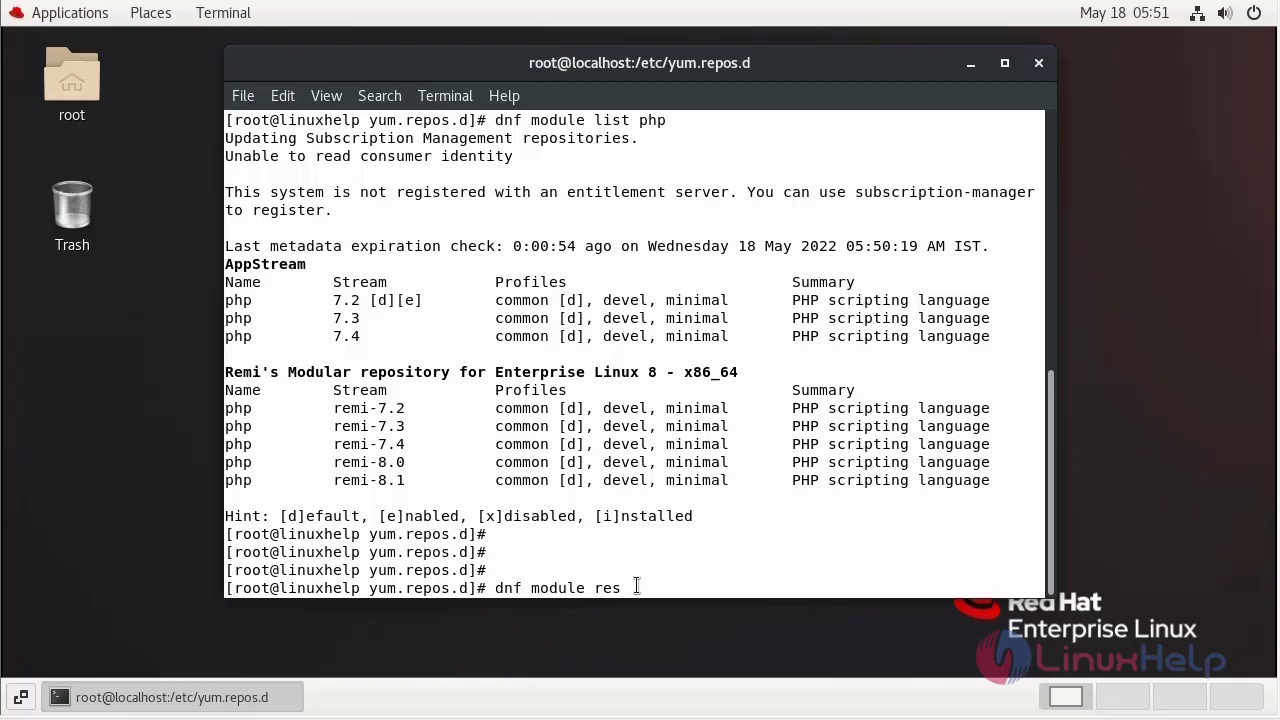 Applications Places Terminal May 18 05:51
root
Trash
root@localhost:/etc/yum.repos.d
File Edit View Search Terminal Help
[root@linuxhelp yum.repos.d]# dnf module list php
Updating Subscription Management repositories.
Unable to read consumer identity
This system is not registered with an entitlement server. You can use subscription-manager
to register.
Last metadata expiration check: 0:00:54 ago on Wednesday 18 May 2022 05:50:19 AM IST.
AppStream
Name Stream Profiles Summary
php 7.2 [d][e] common [d], devel, minimal PHP scripting language
php 7.3 common [d], devel, minimal PHP scripting language
php 7.4 common [d], devel, minimal PHP scripting language
Remi's Modular repository for Enterprise Linux 8 - x86_64
Name Stream Profiles Summary
php remi-7.2 common [d], devel, minimal PHP scripting language
php remi-7.3 common [d], devel, minimal PHP scripting language
php remi-7.4 common [d], devel, minimal PHP scripting language
php remi-8.0 common [d], devel, minimal PHP scripting language
php remi-8.1 common [d], devel, minimal PHP scripting language
Hint: [d]efault, [e]nabled, [x]disabled, [i]nstalled
[root@linuxhelp yum.repos.d]#
[root@linuxhelp yum.repos.d]#
[root@linuxhelp yum.repos.d]#
[root@linuxhelp yum.repos.d]# dnf module res
Red Hat
Enterprise Linux
LinuxHelp
root@localhost:/etc/yum.repos.d